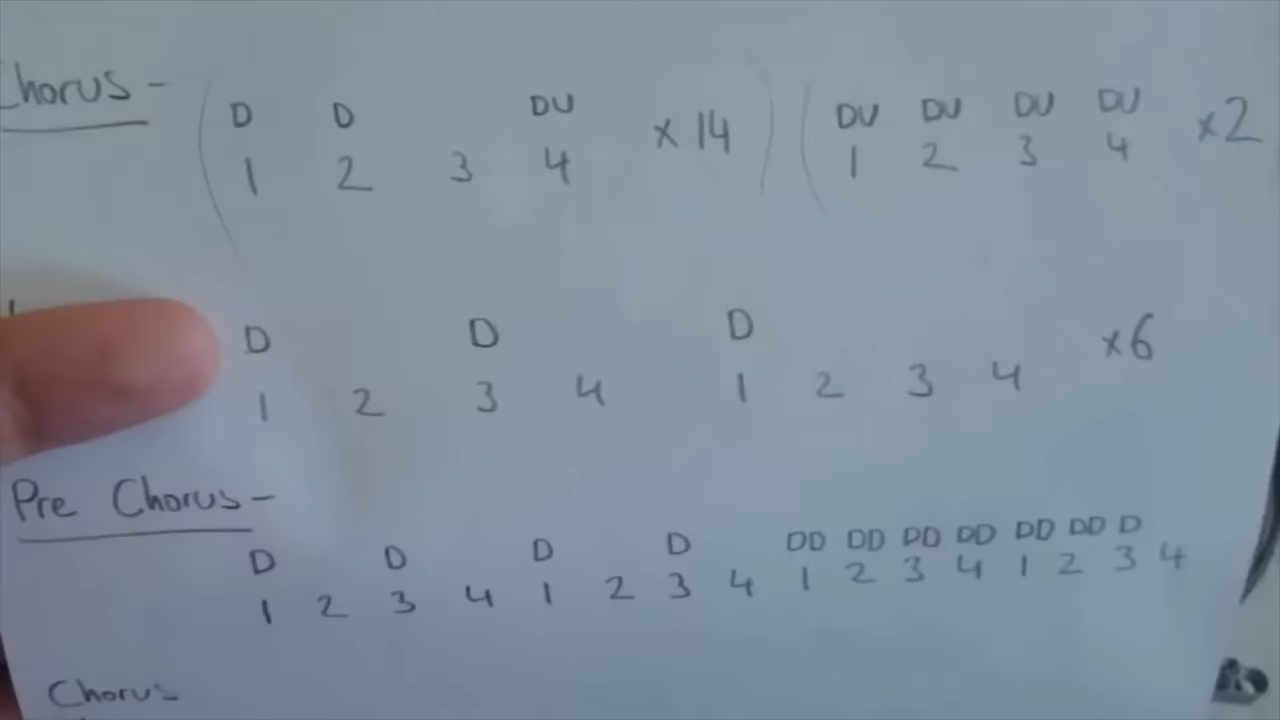 Chorus -
D D DU
1 2 3 4 x 14
DU DU DU DU
1 2 3 4 x2
D D D
1 2 3 4 1 2 3 4 x6
Pre Chorus -
D D D D DD DD DD DD DD DD D
1 2 3 4 1 2 3 4 1 2 3 4 1 2 3 4
Chorus